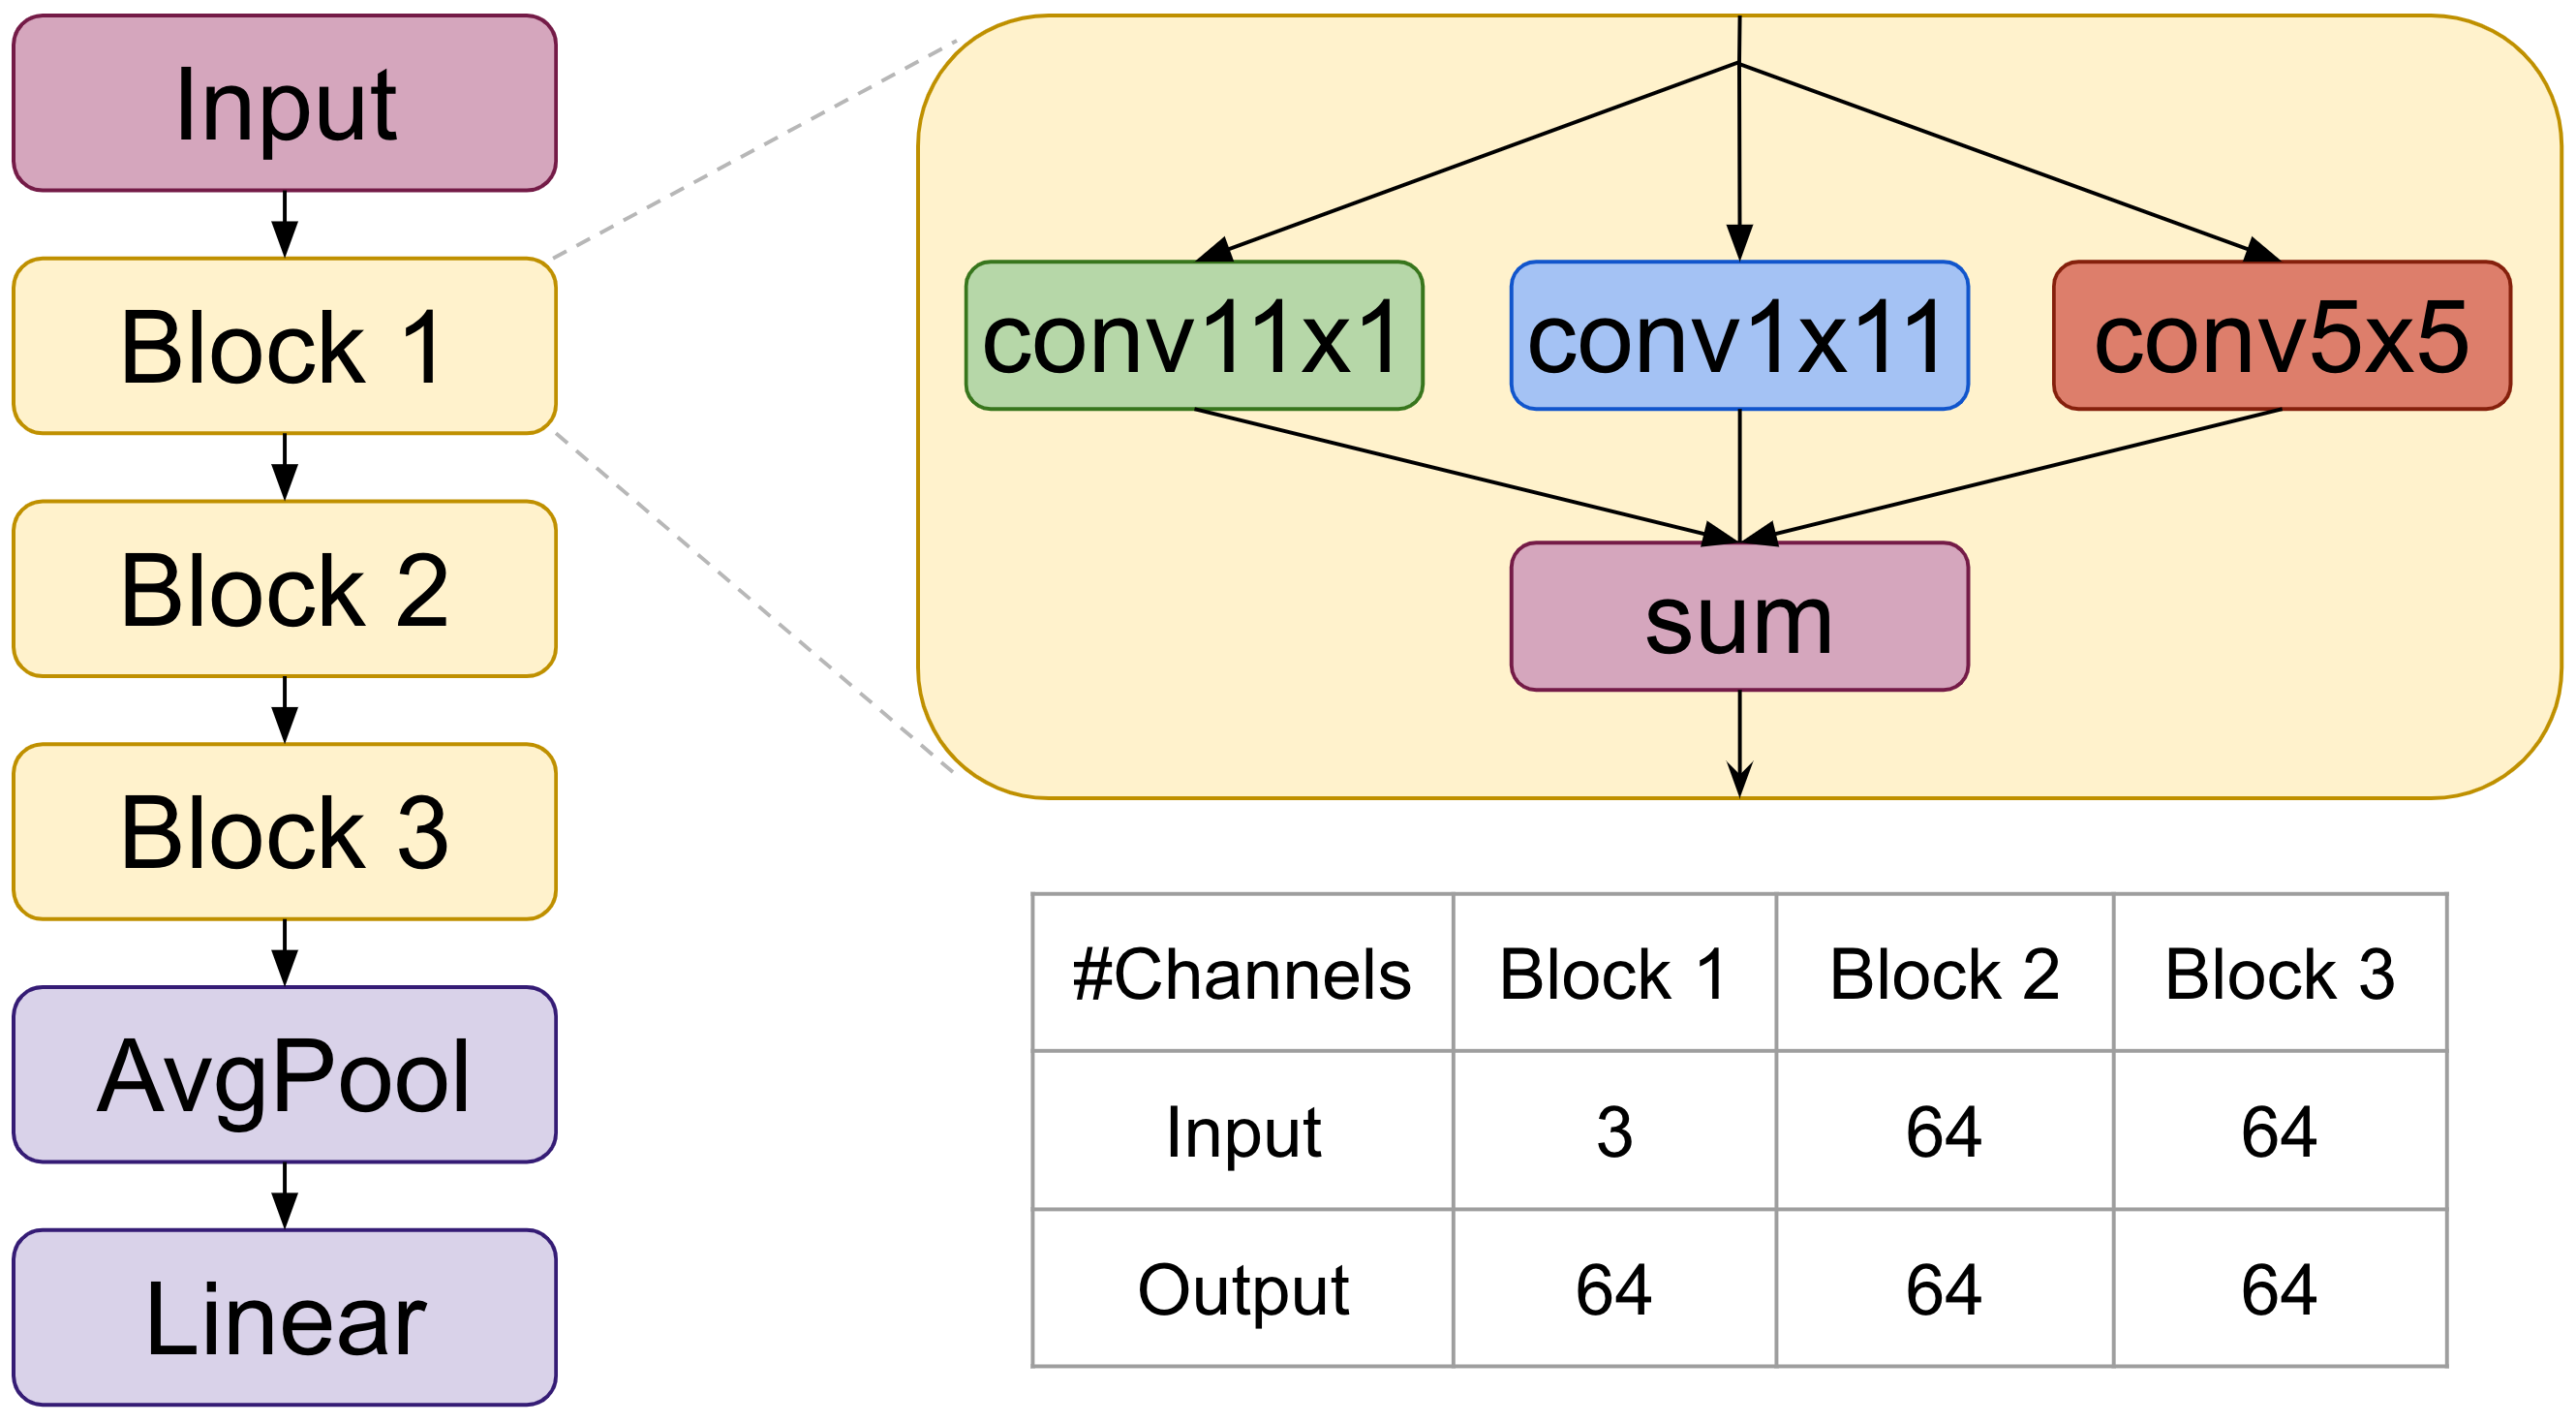 Input
Block 1
Block 2
Block 3
AvgPool
Linear
conv11x1 conv1x11 conv5x5
sum
#Channels Block 1 Block 2 Block 3
Input 3 64 64
Output 64 64 64